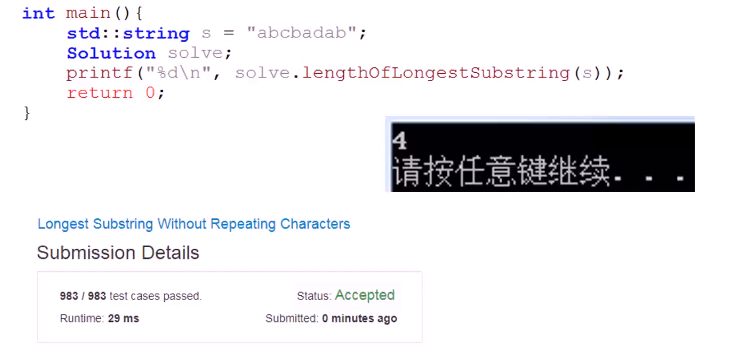 int main(){
std::string s = "abcbadab";
Solution solve;
printf("%d\n", solve.lengthOfLongestSubstring(s));
return 0;
}
4
请按任意键继续. . .
Longest Substring Without Repeating Characters
Submission Details
983 / 983 test cases passed. Status: Accepted
Runtime: 29 ms Submitted: 0 minutes ago